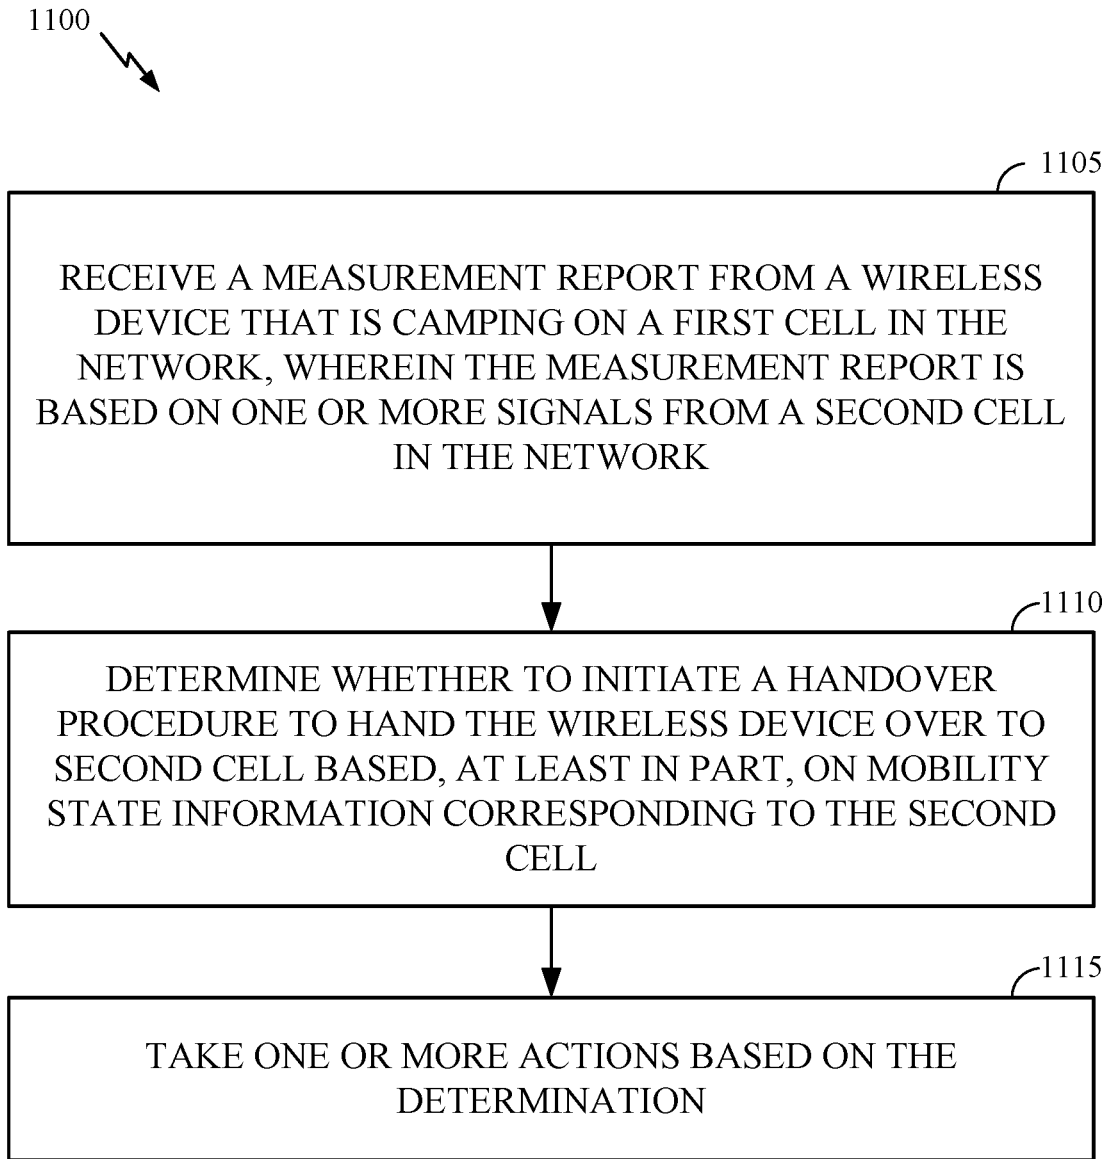 1100
1105
RECEIVE A MEASUREMENT REPORT FROM A WIRELESS
DEVICE THAT IS CAMPING ON A FIRST CELL IN THE
NETWORK, WHEREIN THE MEASUREMENT REPORT IS
BASED ON ONE OR MORE SIGNALS FROM A SECOND CELL
IN THE NETWORK
1110
DETERMINE WHETHER TO INITIATE A HANDOVER
PROCEDURE TO HAND THE WIRELESS DEVICE OVER TO
SECOND CELL BASED, AT LEAST IN PART, ON MOBILITY
STATE INFORMATION CORRESPONDING TO THE SECOND
CELL
1115
TAKE ONE OR MORE ACTIONS BASED ON THE
DETERMINATION